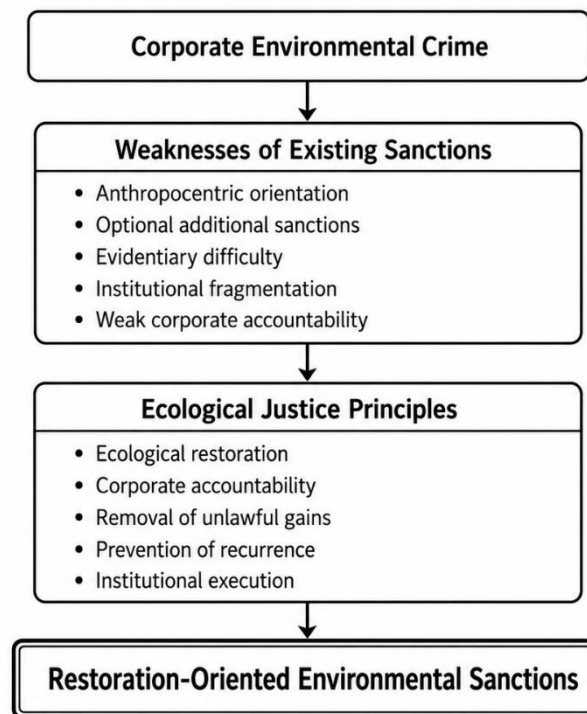 Corporate Environmental Crime
Weaknesses of Existing Sanctions
• Anthropocentric orientation
• Optional additional sanctions
• Evidentiary difficulty
• Institutional fragmentation
• Weak corporate accountability
Ecological Justice Principles
• Ecological restoration
• Corporate accountability
• Removal of unlawful gains
• Prevention of recurrence
• Institutional execution
Restoration-Oriented Environmental Sanctions